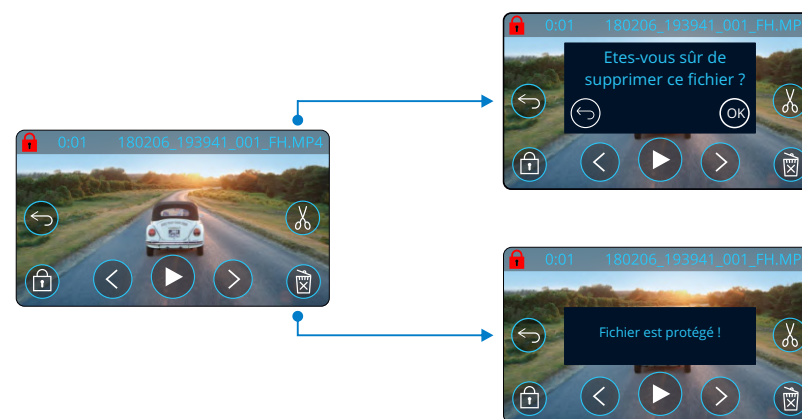 0:01 180206_193941_001_FH.MP4
0:01 180206_193941_001_FH.MP
Etes-vous sûr de
supprimer ce fichier ?
OK
0:01 180206_193941_001_FH.MP
Fichier est protégé !